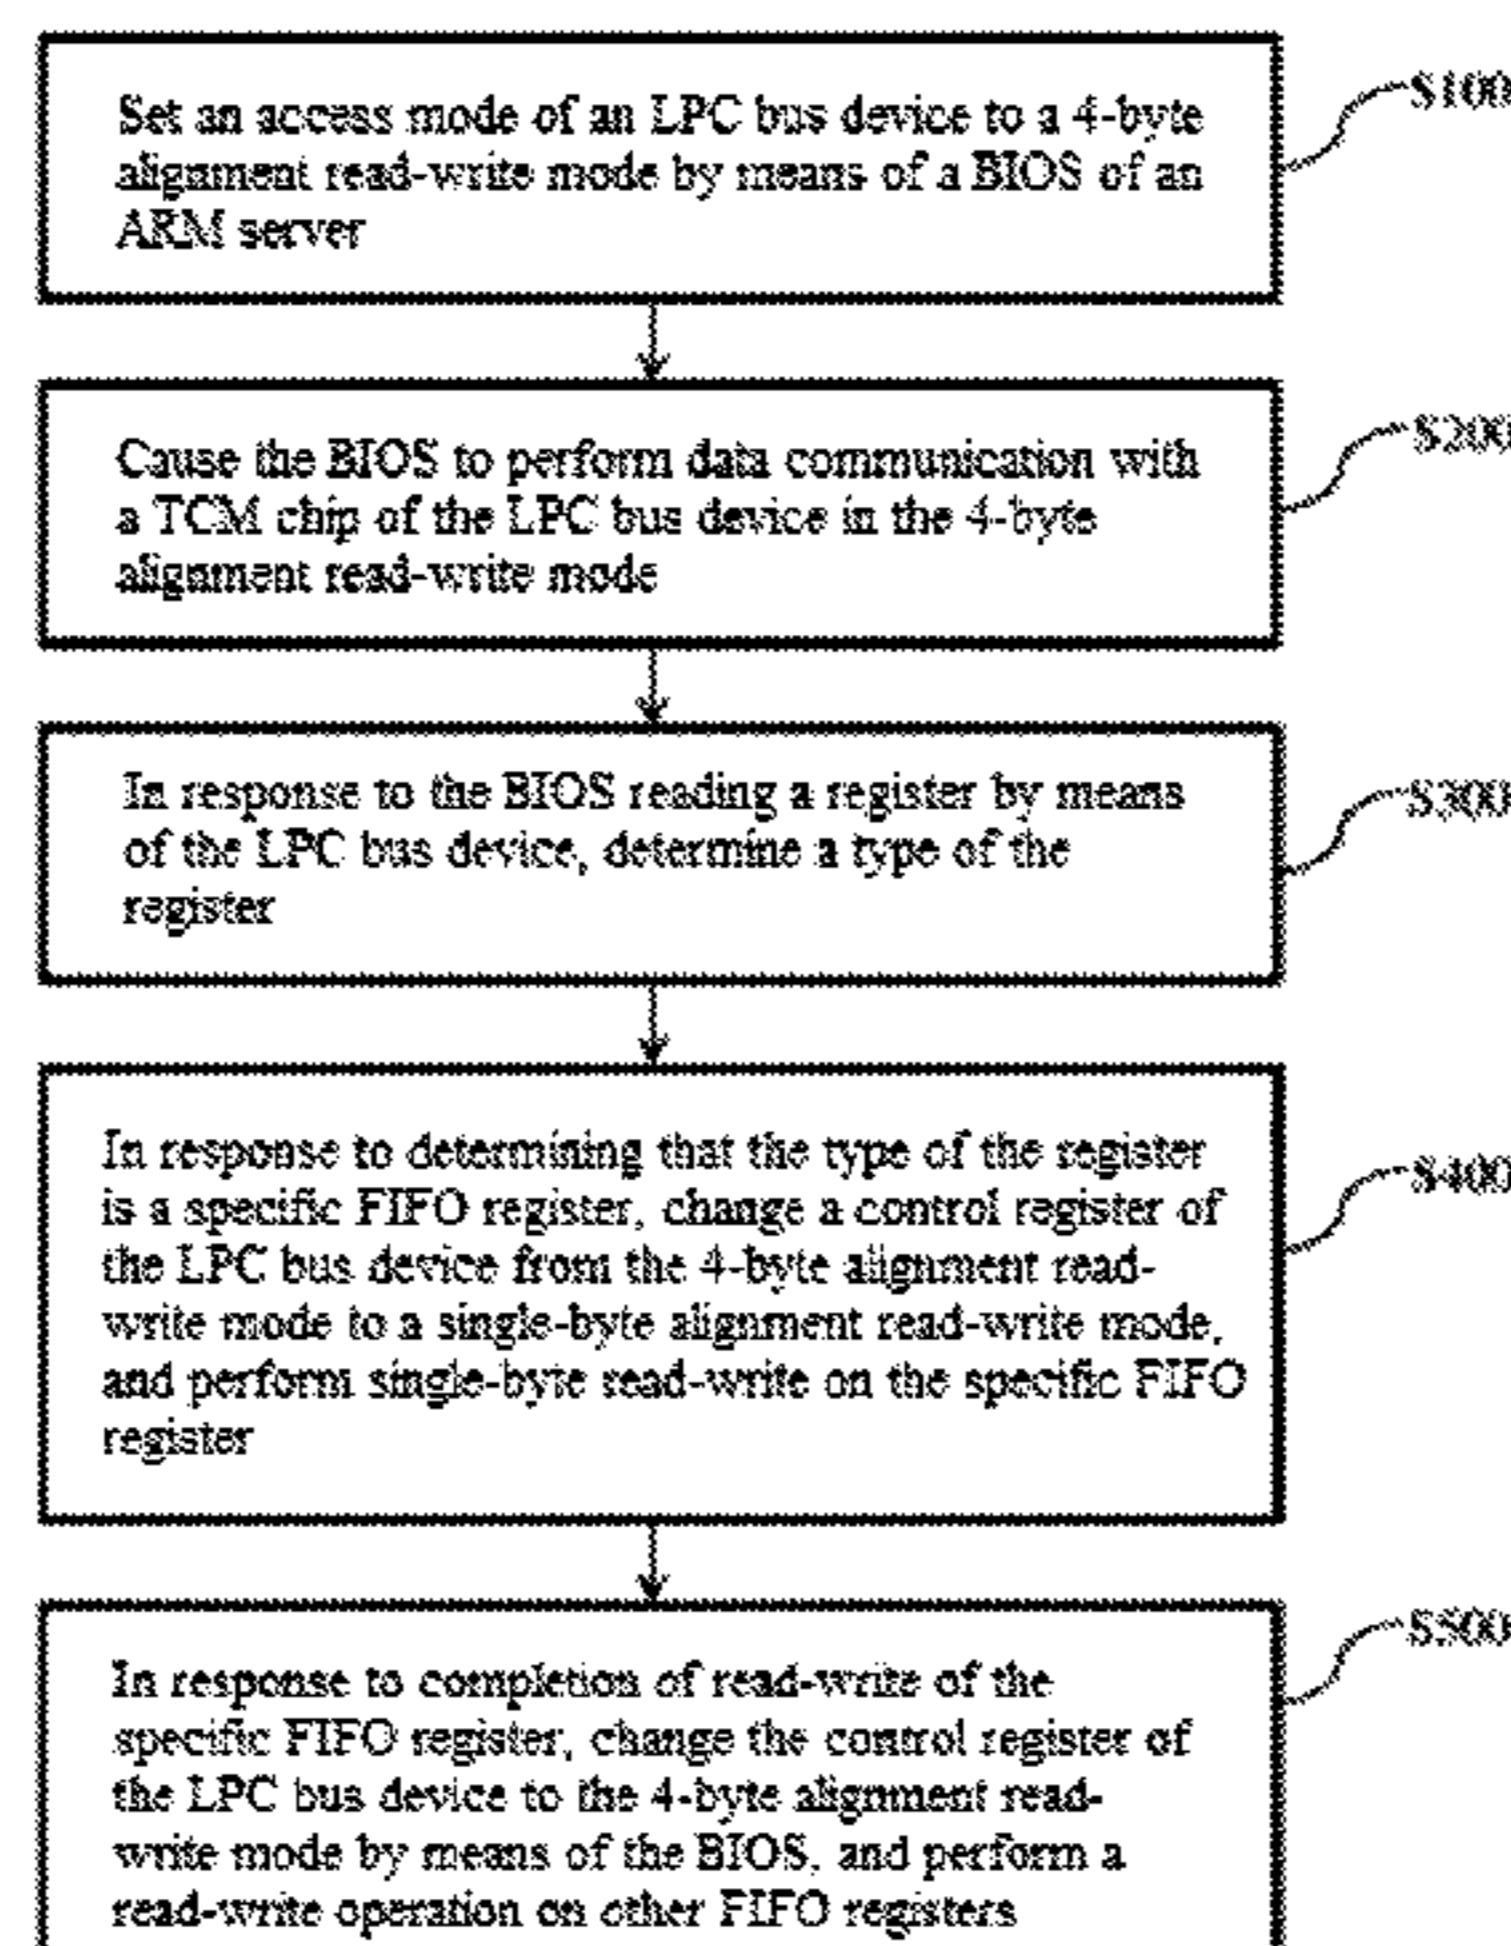 Set an access mode of an LPC bus device to a 4-byte
alignment read-write mode by means of a BIOS of an
ARM server
S100
Cause the BIOS to perform data communication with
a TCM chip of the LPC bus device in the 4-byte
alignment read-write mode
S200
In response to the BIOS reading a register by means
of the LPC bus device, determine a type of the
register
S300
In response to determining that the type of the register
is a specific FIFO register, change a control register of
the LPC bus device from the 4-byte alignment read-
write mode to a single-byte alignment read-write mode,
and perform single-byte read-write on the specific FIFO
register
S400
In response to completion of read-write of the
specific FIFO register, change the control register of
the LPC bus device to the 4-byte alignment read-
write mode by means of the BIOS, and perform a
read-write operation on other FIFO registers
S500